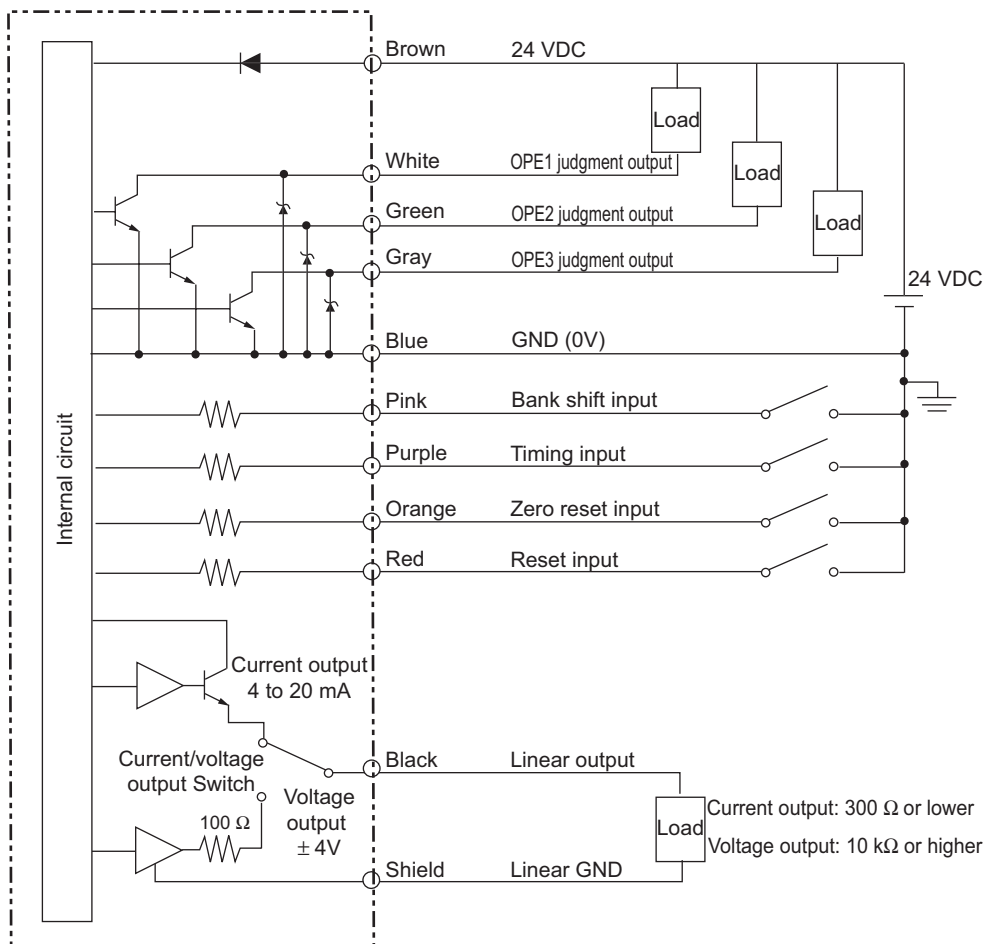 Brown 24 VDC
Load
White OPE1 judgment output
Load
Green OPE2 judgment output
Load
Gray OPE3 judgment output
24 VDC
Blue GND (0V)
Pink Bank shift input
Purple Timing input
Internal circuit
Orange Zero reset input
Red Reset input
Current output
4 to 20 mA
Current/voltage
output Switch
Black Linear output
Voltage
output
± 4V
100 Ω
Load
Current output: 300 Ω or lower
Voltage output: 10 kΩ or higher
Shield Linear GND